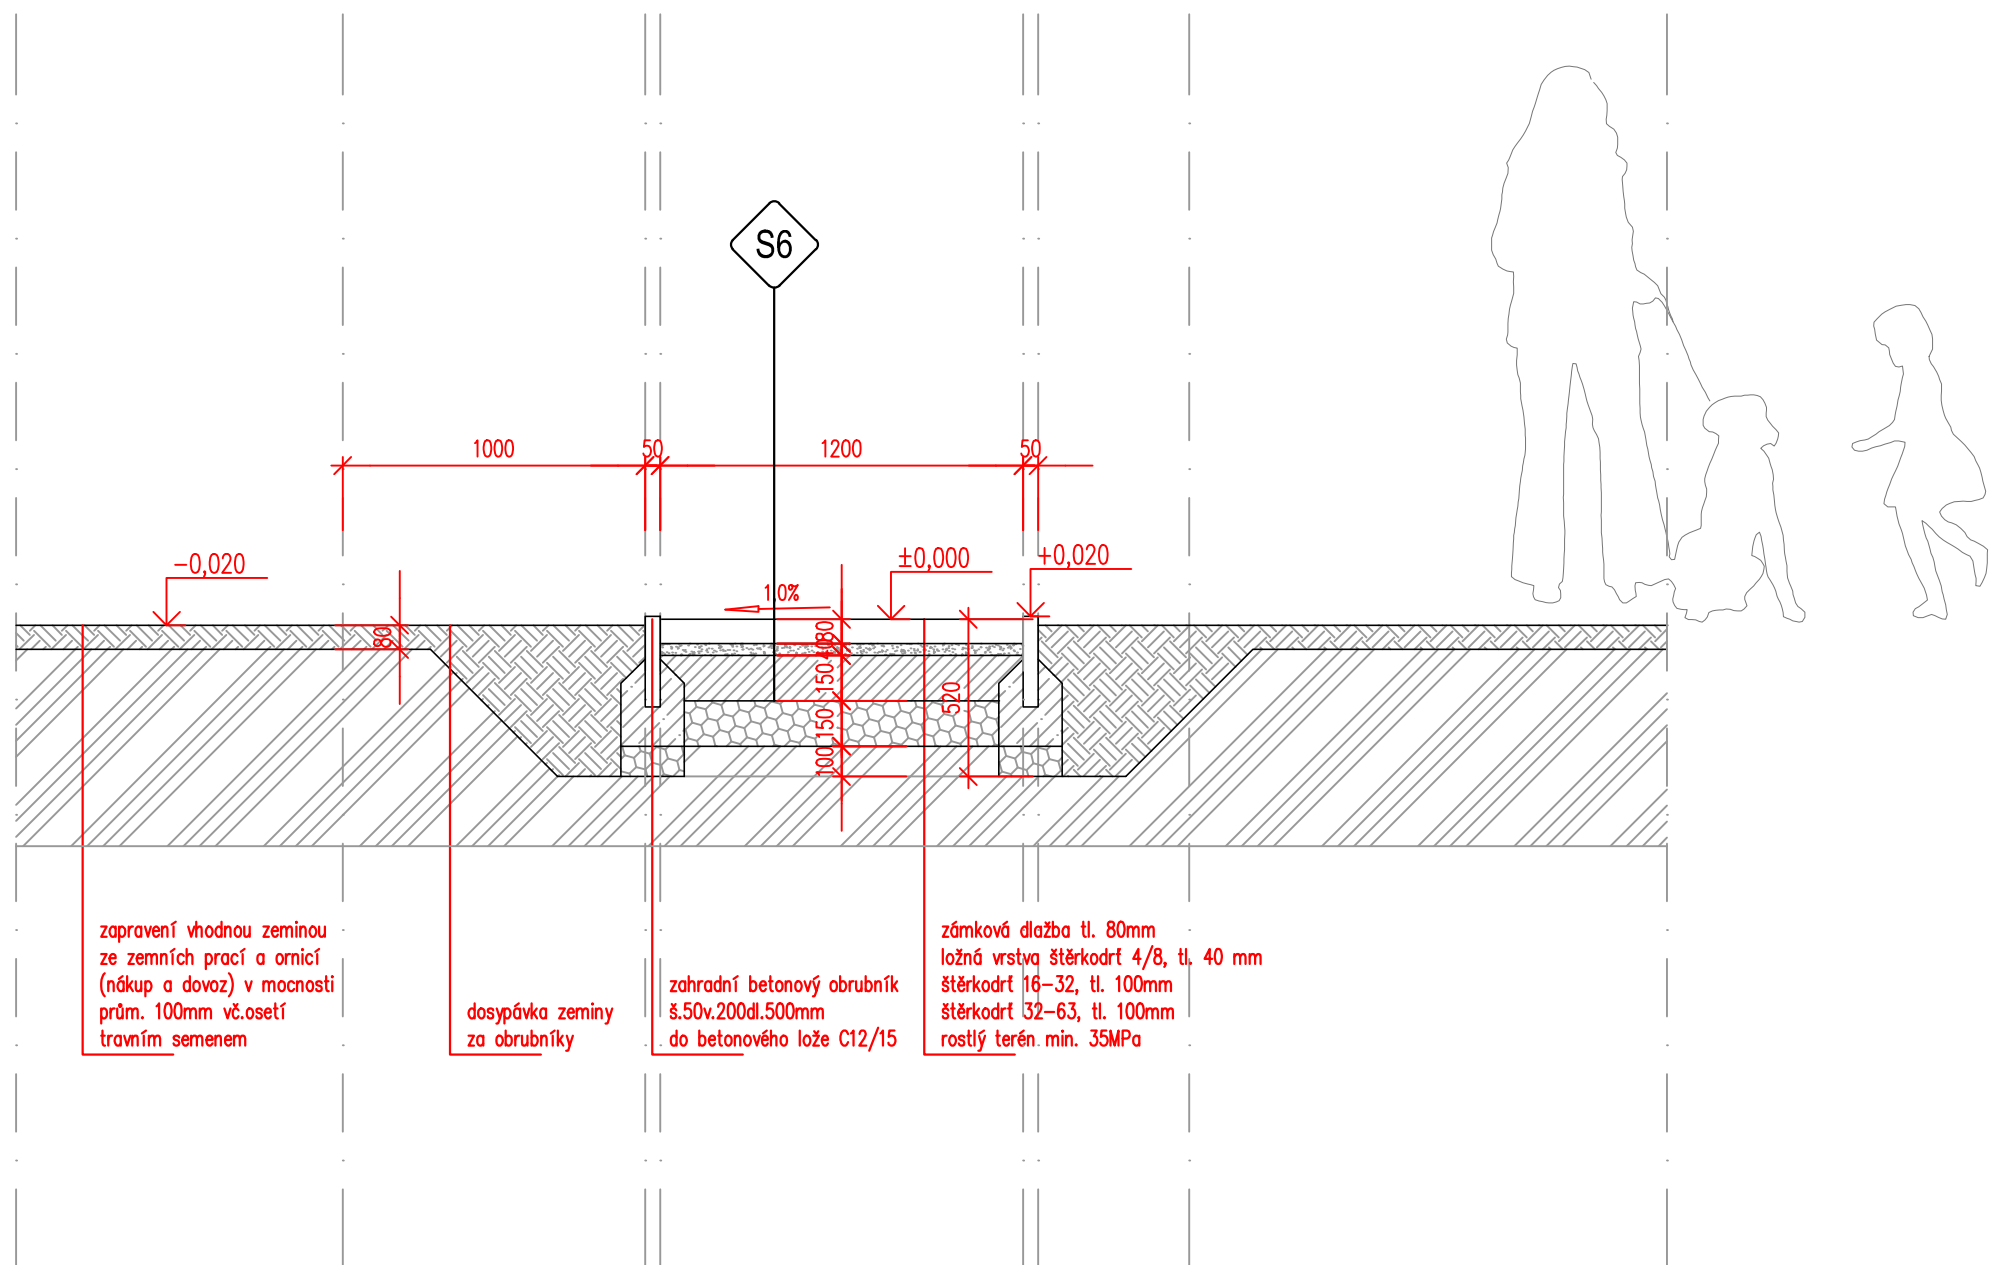 S6
1000
50
1200
50
-0,020
±0,000
+0,020
1,0%
80
80
40
150
150
100
520
zapravení vhodnou zeminou
ze zemních prací a ornicí
(nákup a dovoz) v mocnosti
prům. 100mm vč.osetí
travním semenem
dosypávka zeminy
za obrubníky
zahradní betonový obrubník
š.50v.200dl.500mm
do betonového lože C12/15
zámková dlažba tl. 80mm
ložná vrstva štěrkodrť 4/8, tl. 40 mm
štěrkodrť 16-32, tl. 100mm
štěrkodrť 32-63, tl. 100mm
rostlý terén min. 35MPa